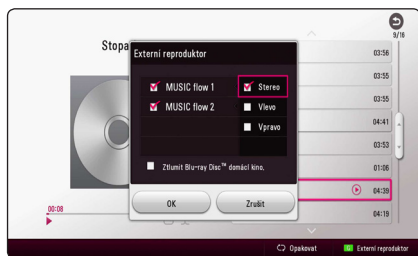 9/16
Stopa
03:56
03:55
03:55
04:41
03:53
01:06
04:39
04:19
Externí reproduktor
MUSIC flow 1
Stereo
MUSIC flow 2
Vlevo
Vpravo
Ztlumit Blu-ray Disc™ domácí kino.
OK
Zrušit
00:08
Opakovat
Externí reproduktor